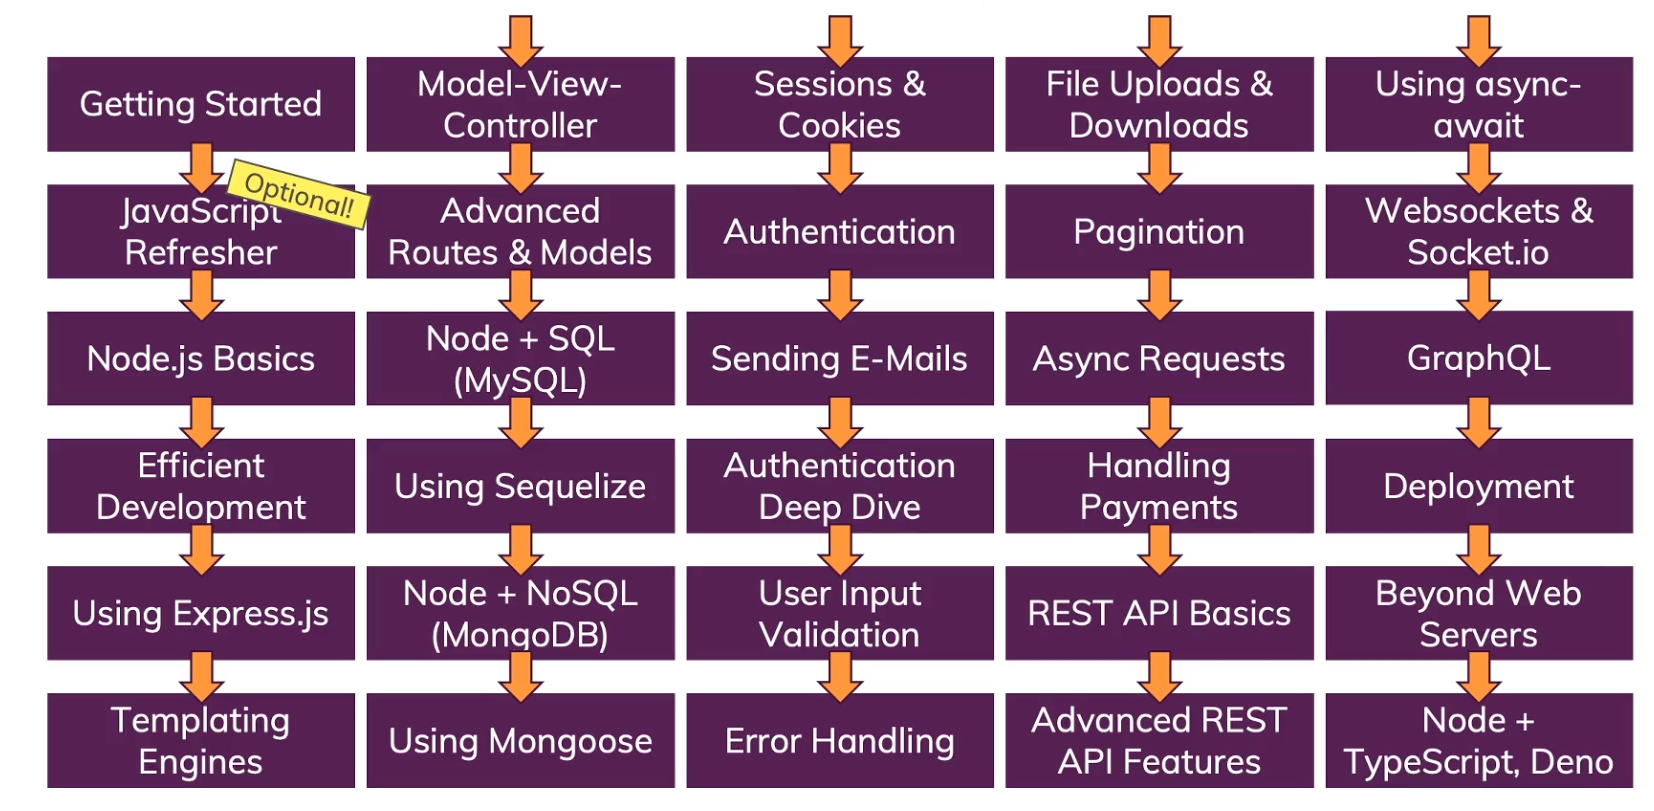 Getting Started
Optional!
JavaScript
Refresher
Node.js Basics
Efficient
Development
Using Express.js
Templating
Engines
Model-View-
Controller
Advanced
Routes & Models
Node + SQL
(MySQL)
Using Sequelize
Node + NoSQL
(MongoDB)
Using Mongoose
Sessions &
Cookies
Authentication
Sending E-Mails
Authentication
Deep Dive
User Input
Validation
Error Handling
File Uploads &
Downloads
Pagination
Async Requests
Handling
Payments
REST API Basics
Advanced REST
API Features
Using async-
await
Websockets &
Socket.io
GraphQL
Deployment
Beyond Web
Servers
Node +
TypeScript, Deno